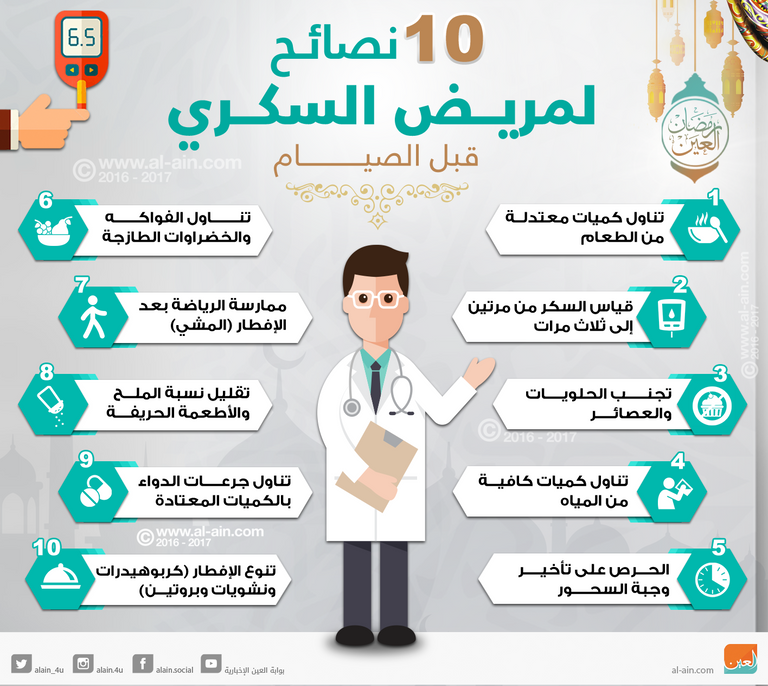 6.5
10 نصائح
لمريض السكري
قبل الصيام
رمضان
العين
© www.al-ain.com
2016 - 2017
1
تناول كميات معتدلة
من الطعام
2
قياس السكر من مرتين
إلى ثلاث مرات
3
تجنب الحلويات
والعصائر
4
تناول كميات كافية
من المياه
5
الحرص على تأخير
وجبة السحور
6
تناول الفواكه
والخضراوات الطازجة
7
ممارسة الرياضة بعد
الإفطار (المشي)
8
تقليل نسبة الملح
والأطعمة الحريفة
9
تناول جرعات الدواء
بالكميات المعتادة
10
تنوع الإفطار (كربوهيدرات
ونشويات وبروتين)
© www.al-ain.com
2016 - 2017
© 2016 - 2017
www.al-ain.com
© 2016 - 2017
alain_4u
alain.4u
alain.social
بوابة العين الإخبارية
al-ain.com
العين